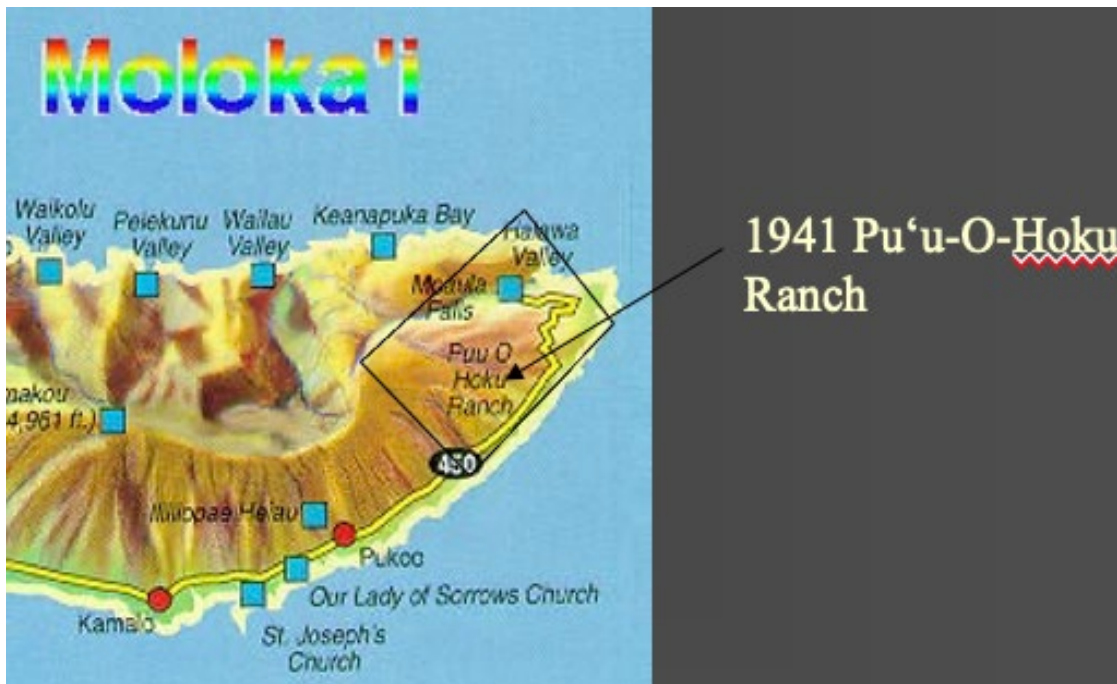 Moloka'i
Waikolu
Valley
Pelekunu
Valley
Wailau
Valley
Keanapuka Bay
Halawa
Valley
Moaula
Falls
Puu O
Hoku
Ranch
1941 Pu‘u-O-Hoku
Ranch
makou
4,961 ft.)
450
Iliiliopae Heiau
Pukoo
Our Lady of Sorrows Church
Kamalo
St. Joseph's
Church